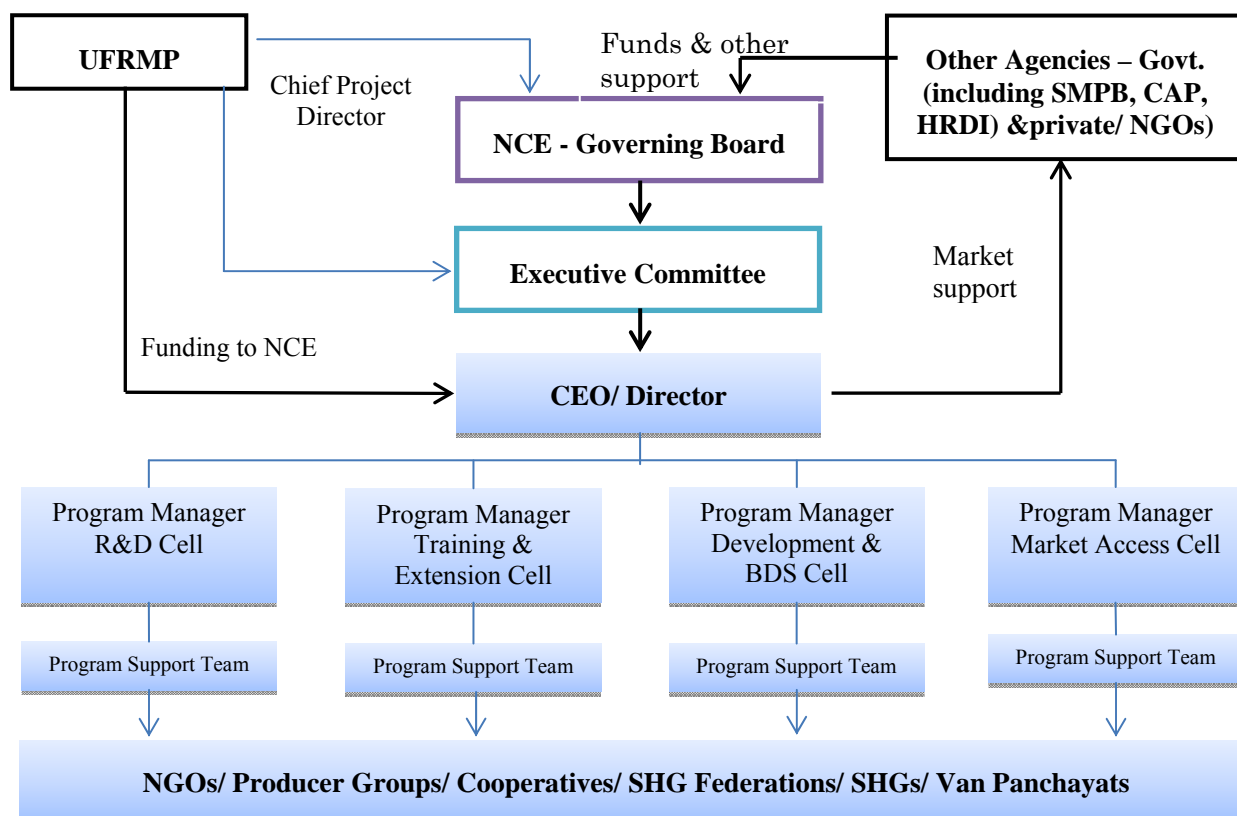 UFRMP
Chief Project
Director
Funds & other
support
Other Agencies – Govt.
(including SMPB, CAP,
HRDI) &private/ NGOs)
NCE - Governing Board
Executive Committee
Market
support
Funding to NCE
CEO/ Director
Program Manager
R&D Cell
Program Manager
Training &
Extension Cell
Program Manager
Development &
BDS Cell
Program Manager
Market Access Cell
Program Support Team
Program Support Team
Program Support Team
Program Support Team
NGOs/ Producer Groups/ Cooperatives/ SHG Federations/ SHGs/ Van Panchayats